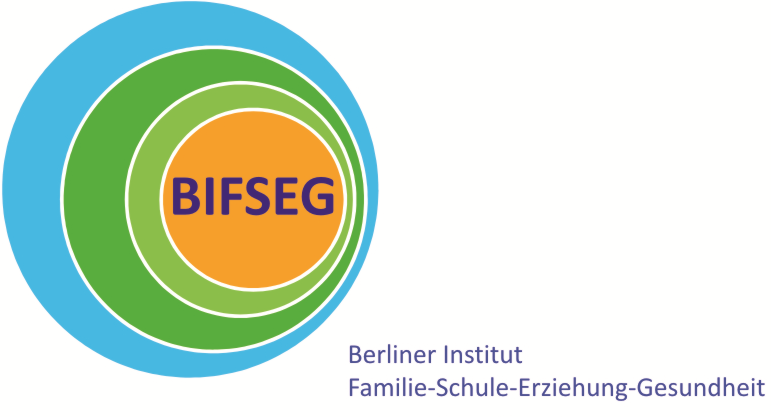 BIFSEG
Berliner Institut
Familie-Schule-Erziehung-Gesundheit